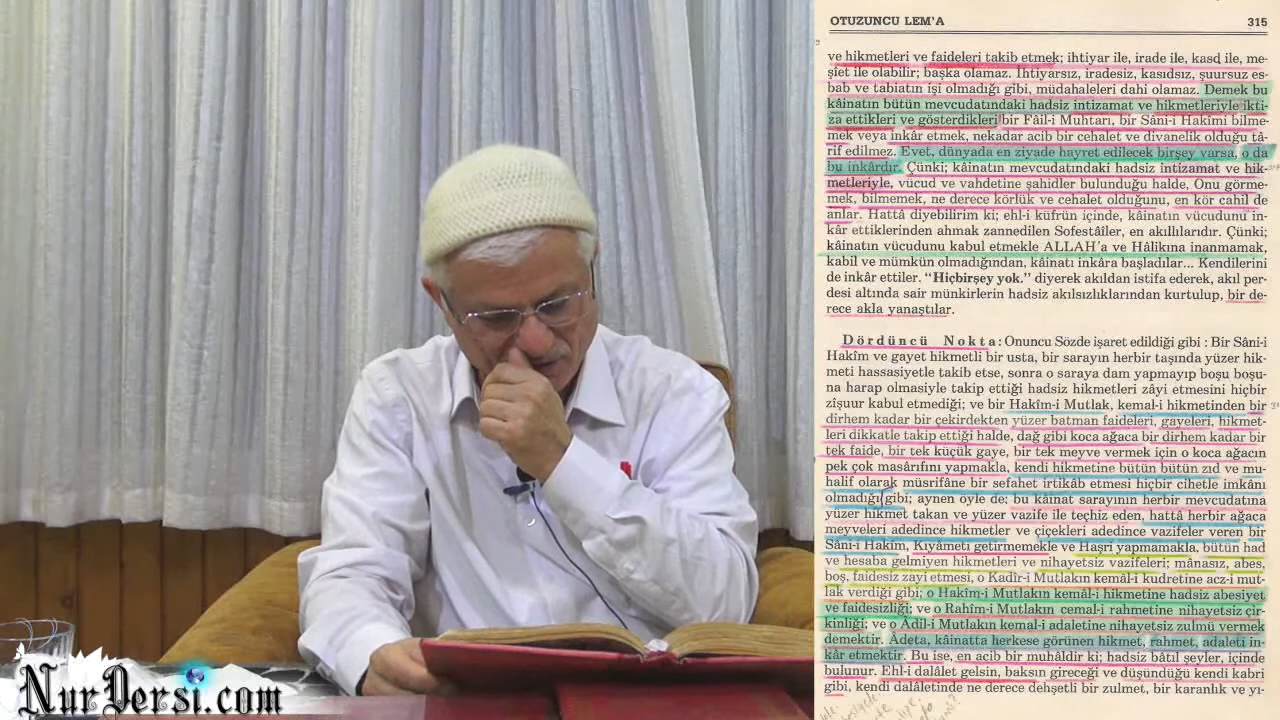 OTUZUNCU LEM'A 315
ve hikmetleri ve faideleri takib etmek; ihtiyar ile, irade ile, kasd ile, me-
şiet ile olabilir; başka olamaz. İhtiyarsız, iradesiz, kasıdsız, şuursuz es-
bab ve tabiatın işi olmadığı gibi, müdahaleleri dahi olamaz. Demek bu
kâinatın bütün mevcudatındaki hadsiz intizamat ve hikmetleriyle ikti-
za ettikleri ve gösterdikleri bir Fâil-i Muhtarı, bir Sâni-i Hakîmi bilme-
mek veya inkâr etmek, nekadar acib bir cehalet ve divanelik olduğu tâ-
rif edilmez. Evet, dünyada en ziyade hayret edilecek birşey varsa, o da
bu inkârdır. Çünki; kâinatın mevcudatındaki hadsiz intizamat ve hik-
metleriyle, vücud ve vahdetine şahidler bulunduğu halde, Onu görme-
mek, bilmemek, ne derece körlük ve cehalet olduğunu, en kör cahil de
anlar. Hattâ diyebilirim ki; ehl-i küfrün içinde, kâinatın vücudunu in-
kâr ettiklerinden ahmak zannedilen Sofestâiler, en akıllılarıdır. Çünki;
kâinatın vücudunu kabul etmekle ALLAH'a ve Hâlikına inanmamak,
kabil ve mümkün olmadığından, kâinatı inkâra başladılar... Kendilerini
de inkâr ettiler. "Hiçbirşey yok." diyerek akıldan istifa ederek, akıl per-
desi altında sair münkirlerin hadsiz akılsızlıklarından kurtulup, bir de-
rece akla yanaştılar.
Dördüncü Nokta: Onuncu Sözde işaret edildiği gibi : Bir Sâni-i
Hakîm ve gayet hikmetli bir usta, bir sarayın herbir taşında yüzer hik-
meti hassasiyetle takib etse, sonra o saraya dam yapmayıp boşu boşu-
na harap olmasiyle takip ettiği hadsiz hikmetleri zâyi etmesini hiçbir
zîşuur kabul etmediği; ve bir Hakîm-i Mutlak, kemal-i hikmetinden bir
dirhem kadar bir çekirdekten yüzer batman faideleri, gayeleri, hikmet-
leri dikkatle takip ettiği halde, dağ gibi koca ağaca bir dirhem kadar bir
tek faide, bir tek küçük gaye, bir tek meyve vermek için o koca ağacın
pek çok masârıfını yapmakla, kendi hikmetine bütün bütün zıd ve mu-
halif olarak müsrifâne bir sefahet irtikâb etmesi hiçbir cihetle imkânı
olmadığı gibi; aynen öyle de; bu kâinat sarayının herbir mevcudatına
yüzer hikmet takan ve yüzer vazife ile teçhiz eden, hattâ herbir ağaca
meyveleri adedince hikmetler ve çiçekleri adedince vazifeler veren bir
Sâni-i Hakîm, Kıyâmeti getirmemekle ve Haşri yapmamakla, bütün had
ve hesaba gelmiyen hikmetleri ve nihayetsiz vazifeleri; mânasız, abes,
boş, faidesiz zayi etmesi, o Kadîr-i Mutlakın kemâl-i kudretine acz-i mut-
lak verdiği gibi; o Hakîm-i Mutlakın kemâl-i hikmetine hadsiz abesiyet
ve faidesizliği; ve o Rahîm-i Mutlakın cemal-i rahmetine nihayetsiz çir-
kinliği; ve o Âdil-i Mutlakın kemal-i adaletine nihayetsiz zulmü vermek
demektir. Âdeta, kâinatta herkese görünen hikmet, rahmet, adaleti in-
kâr etmektir. Bu ise, en acib bir muhâldir ki; hadsiz bâtıl şeyler, içinde
bulunur. Ehl-i dalâlet gelsin, baksın gireceği ve düşündüğü kendi kabri
gibi, kendi dalâletinde ne derece dehşetli bir zulmet, bir karanlık ve yı-
NurDersi.com